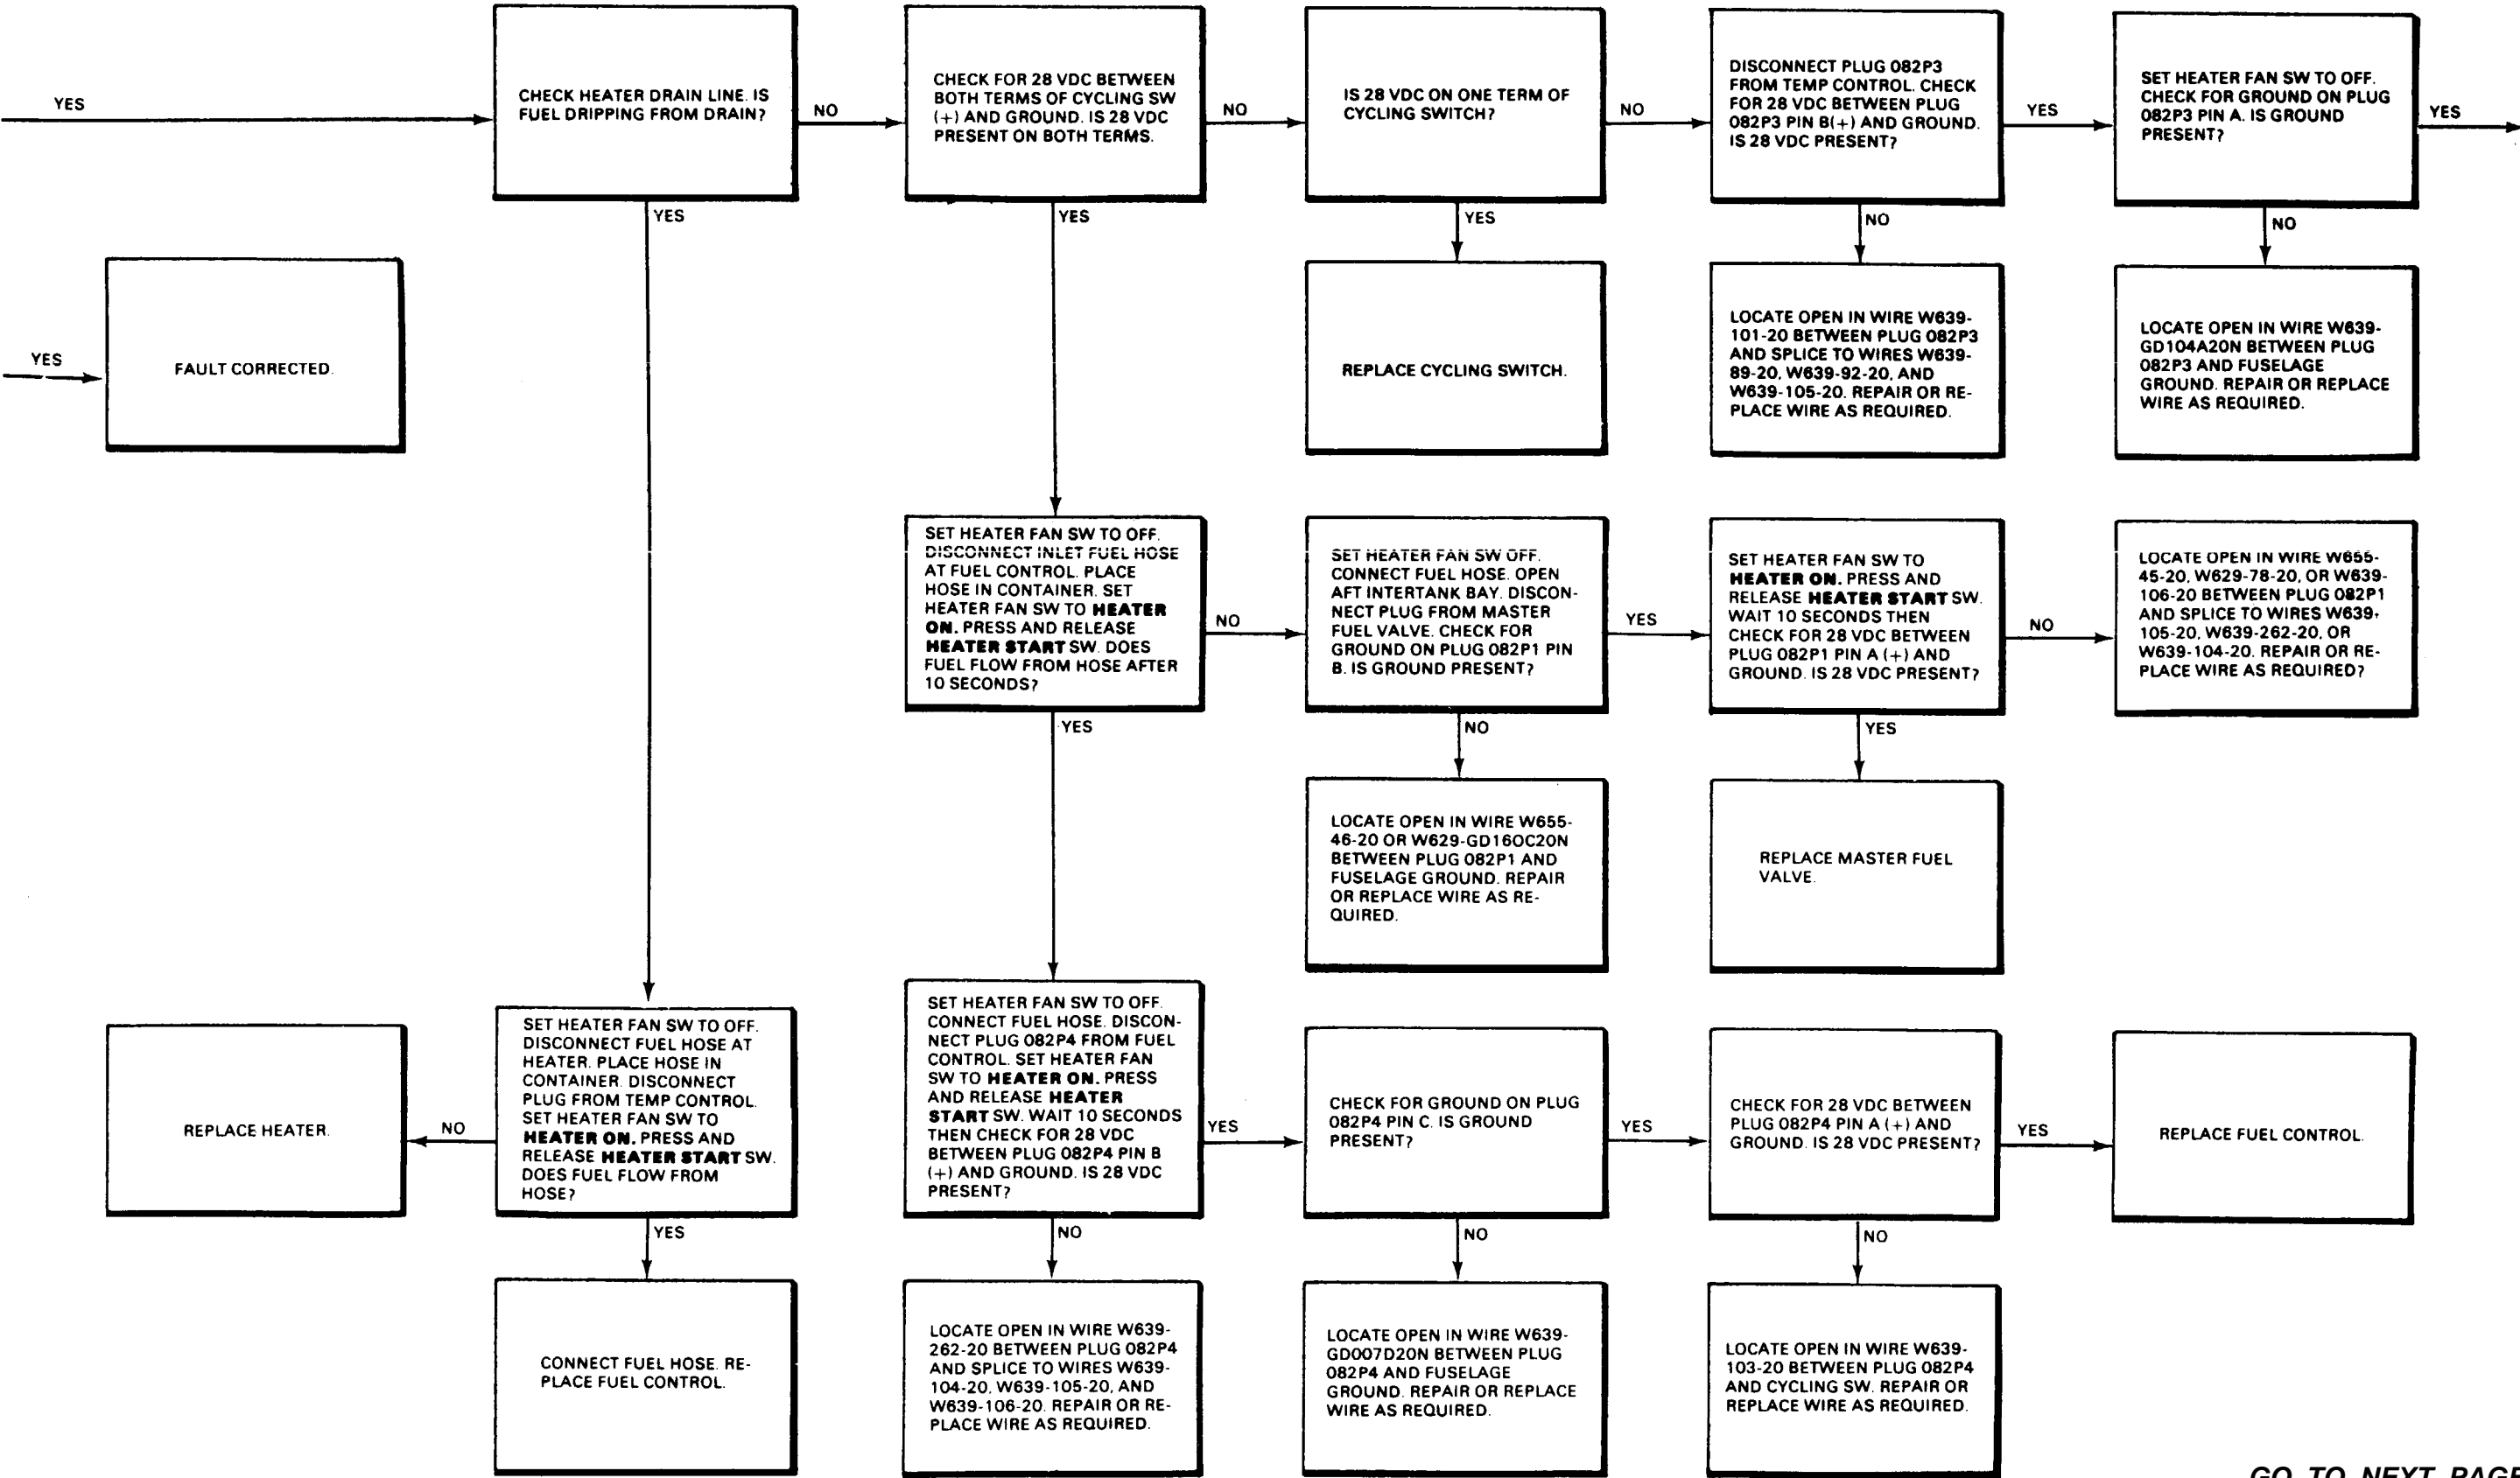 YES
CHECK HEATER DRAIN LINE. IS
FUEL DRIPPING FROM DRAIN?
NO
CHECK FOR 28 VDC BETWEEN
BOTH TERMS OF CYCLING SW
(+) AND GROUND. IS 28 VDC
PRESENT ON BOTH TERMS.
NO
IS 28 VDC ON ONE TERM OF
CYCLING SWITCH?
NO
DISCONNECT PLUG 082P3
FROM TEMP CONTROL. CHECK
FOR 28 VDC BETWEEN PLUG
082P3 PIN B(+) AND GROUND.
IS 28 VDC PRESENT?
YES
SET HEATER FAN SW TO OFF.
CHECK FOR GROUND ON PLUG
082P3 PIN A. IS GROUND
PRESENT?
YES
YES
YES
YES
NO
NO
YES
FAULT CORRECTED.
REPLACE CYCLING SWITCH.
LOCATE OPEN IN WIRE W639-
101-20 BETWEEN PLUG 082P3
AND SPLICE TO WIRES W639-
89-20, W639-92-20, AND
W639-105-20. REPAIR OR RE-
PLACE WIRE AS REQUIRED.
LOCATE OPEN IN WIRE W639-
GD104A20N BETWEEN PLUG
082P3 AND FUSELAGE
GROUND. REPAIR OR REPLACE
WIRE AS REQUIRED.
SET HEATER FAN SW TO OFF.
DISCONNECT INLET FUEL HOSE
AT FUEL CONTROL. PLACE
HOSE IN CONTAINER. SET
HEATER FAN SW TO HEATER
ON. PRESS AND RELEASE
HEATER START SW. DOES
FUEL FLOW FROM HOSE AFTER
10 SECONDS?
NO
SET HEATER FAN SW OFF.
CONNECT FUEL HOSE. OPEN
AFT INTERTANK BAY. DISCON-
NECT PLUG FROM MASTER
FUEL VALVE. CHECK FOR
GROUND ON PLUG 082P1 PIN
B. IS GROUND PRESENT?
YES
SET HEATER FAN SW TO
HEATER ON. PRESS AND
RELEASE HEATER START SW.
WAIT 10 SECONDS THEN
CHECK FOR 28 VDC BETWEEN
PLUG 082P1 PIN A (+) AND
GROUND. IS 28 VDC PRESENT?
NO
LOCATE OPEN IN WIRE W655-
45-20, W629-78-20, OR W639-
106-20 BETWEEN PLUG 082P1
AND SPLICE TO WIRES W639-
105-20, W639-262-20, OR
W639-104-20. REPAIR OR RE-
PLACE WIRE AS REQUIRED?
YES
NO
YES
LOCATE OPEN IN WIRE W655-
46-20 OR W629-GD160C20N
BETWEEN PLUG 082P1 AND
FUSELAGE GROUND. REPAIR
OR REPLACE WIRE AS RE-
QUIRED.
REPLACE MASTER FUEL
VALVE.
REPLACE HEATER.
NO
SET HEATER FAN SW TO OFF.
DISCONNECT FUEL HOSE AT
HEATER. PLACE HOSE IN
CONTAINER. DISCONNECT
PLUG FROM TEMP CONTROL.
SET HEATER FAN SW TO
HEATER ON. PRESS AND
RELEASE HEATER START SW.
DOES FUEL FLOW FROM
HOSE?
SET HEATER FAN SW TO OFF.
CONNECT FUEL HOSE. DISCON-
NECT PLUG 082P4 FROM FUEL
CONTROL. SET HEATER FAN
SW TO HEATER ON. PRESS
AND RELEASE HEATER
START SW. WAIT 10 SECONDS
THEN CHECK FOR 28 VDC
BETWEEN PLUG 082P4 PIN B
(+) AND GROUND. IS 28 VDC
PRESENT?
YES
CHECK FOR GROUND ON PLUG
082P4 PIN C. IS GROUND
PRESENT?
YES
CHECK FOR 28 VDC BETWEEN
PLUG 082P4 PIN A (+) AND
GROUND. IS 28 VDC PRESENT?
YES
REPLACE FUEL CONTROL.
YES
NO
NO
NO
CONNECT FUEL HOSE. RE-
PLACE FUEL CONTROL.
LOCATE OPEN IN WIRE W639-
262-20 BETWEEN PLUG 082P4
AND SPLICE TO WIRES W639-
104-20, W639-105-20, AND
W639-106-20. REPAIR OR RE-
PLACE WIRE AS REQUIRED.
LOCATE OPEN IN WIRE W639-
GD007D20N BETWEEN PLUG
082P4 AND FUSELAGE
GROUND. REPAIR OR REPLACE
WIRE AS REQUIRED.
LOCATE OPEN IN WIRE W639-
103-20 BETWEEN PLUG 082P4
AND CYCLING SW. REPAIR OR
REPLACE WIRE AS REQUIRED.
GO TO NEXT PAGE